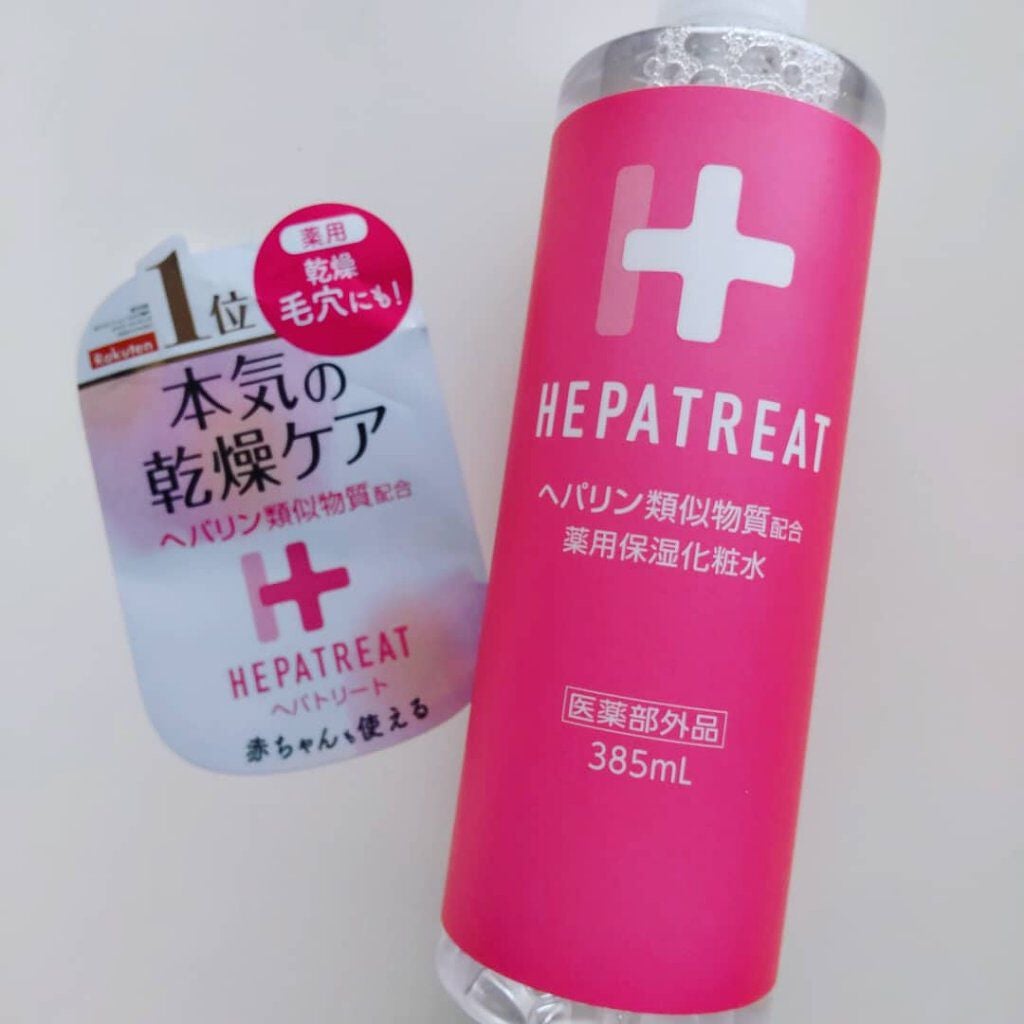 1位
Rakuten
薬用
乾燥
毛穴にも!
本気の
乾燥ケア
ヘパリン類似物質配合
HEPATREAT
ヘパトリート
赤ちゃんも使える
HEPATREAT
ヘパリン類似物質配合
薬用保湿化粧水
医薬部外品
385mL